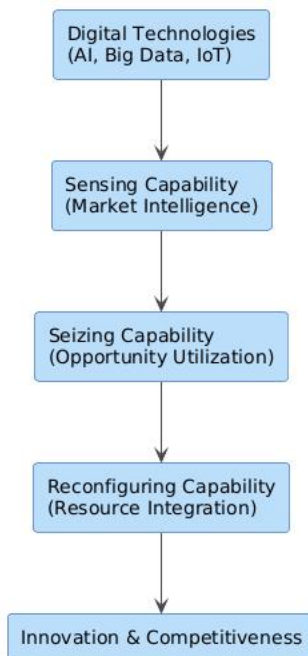 Digital Technologies
(AI, Big Data, IoT)
Sensing Capability
(Market Intelligence)
Seizing Capability
(Opportunity Utilization)
Reconfiguring Capability
(Resource Integration)
Innovation & Competitiveness